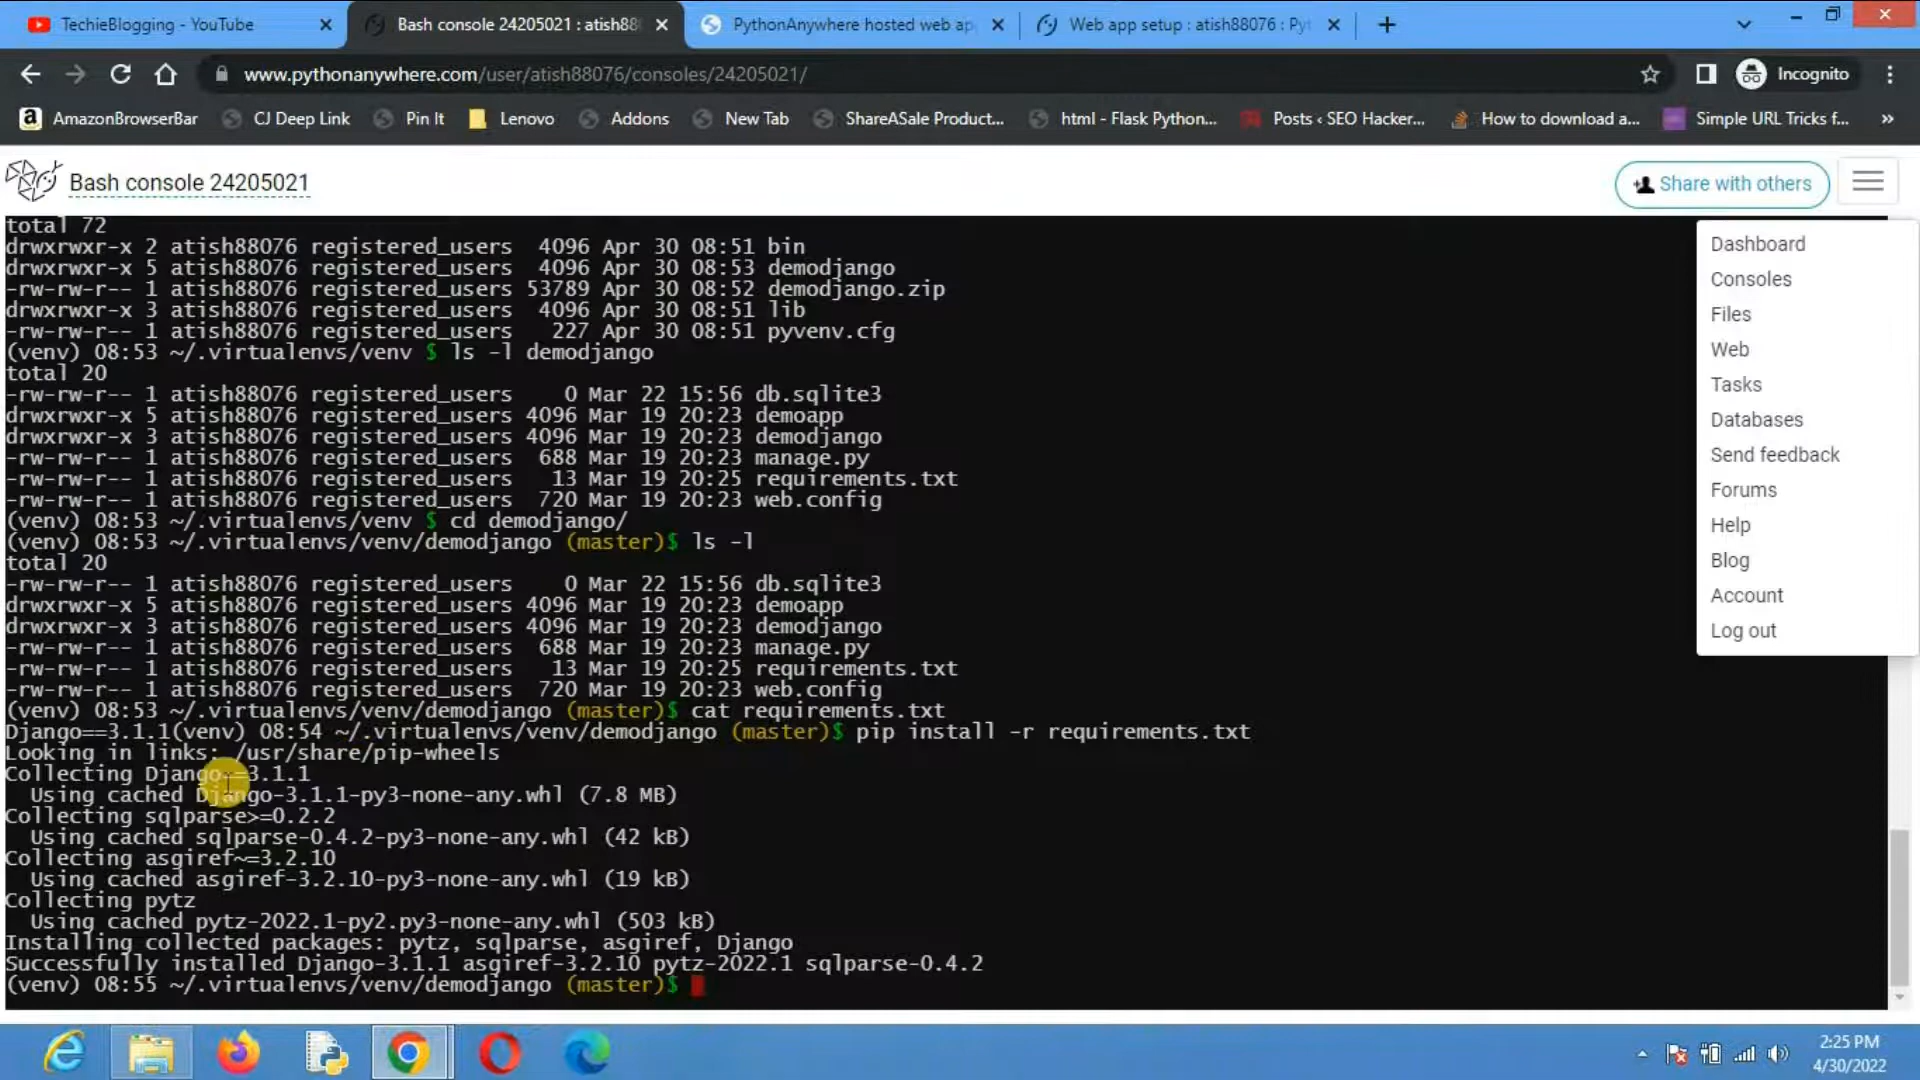 TechieBlogging - YouTube
Bash console 24205021 : atish88
PythonAnywhere hosted web ap
Web app setup : atish88076 : Pyt
www.pythonanywhere.com/user/atish88076/consoles/24205021/
Incognito
AmazonBrowserBar
CJ Deep Link
Pin It
Lenovo
Addons
New Tab
ShareASale Product...
html - Flask Python...
Posts ‹ SEO Hacker...
How to download a...
Simple URL Tricks f...
»
Bash console 24205021
Share with others
total 72
drwxrwxr-x 2 atish88076 registered_users  4096 Apr 30 08:51 bin
drwxrwxr-x 5 atish88076 registered_users  4096 Apr 30 08:53 demodjango
-rw-rw-r-- 1 atish88076 registered_users 53789 Apr 30 08:52 demodjango.zip
drwxrwxr-x 3 atish88076 registered_users  4096 Apr 30 08:51 lib
-rw-rw-r-- 1 atish88076 registered_users   227 Apr 30 08:51 pyvenv.cfg
(venv) 08:53 ~/.virtualenvs/venv $ ls -l demodjango
total 20
-rw-rw-r-- 1 atish88076 registered_users    0 Mar 22 15:56 db.sqlite3
drwxrwxr-x 5 atish88076 registered_users 4096 Mar 19 20:23 demoapp
drwxrwxr-x 3 atish88076 registered_users 4096 Mar 19 20:23 demodjango
-rw-rw-r-- 1 atish88076 registered_users  688 Mar 19 20:23 manage.py
-rw-rw-r-- 1 atish88076 registered_users   13 Mar 19 20:25 requirements.txt
-rw-rw-r-- 1 atish88076 registered_users  720 Mar 19 20:23 web.config
(venv) 08:53 ~/.virtualenvs/venv $ cd demodjango/
(venv) 08:53 ~/.virtualenvs/venv/demodjango (master)$ ls -l
total 20
-rw-rw-r-- 1 atish88076 registered_users    0 Mar 22 15:56 db.sqlite3
drwxrwxr-x 5 atish88076 registered_users 4096 Mar 19 20:23 demoapp
drwxrwxr-x 3 atish88076 registered_users 4096 Mar 19 20:23 demodjango
-rw-rw-r-- 1 atish88076 registered_users  688 Mar 19 20:23 manage.py
-rw-rw-r-- 1 atish88076 registered_users   13 Mar 19 20:25 requirements.txt
-rw-rw-r-- 1 atish88076 registered_users  720 Mar 19 20:23 web.config
(venv) 08:53 ~/.virtualenvs/venv/demodjango (master)$ cat requirements.txt
Django==3.1.1(venv) 08:54 ~/.virtualenvs/venv/demodjango (master)$ pip install -r requirements.txt
Looking in links: /usr/share/pip-wheels
Collecting Django==3.1.1
  Using cached Django-3.1.1-py3-none-any.whl (7.8 MB)
Collecting sqlparse>=0.2.2
  Using cached sqlparse-0.4.2-py3-none-any.whl (42 kB)
Collecting asgiref~=3.2.10
  Using cached asgiref-3.2.10-py3-none-any.whl (19 kB)
Collecting pytz
  Using cached pytz-2022.1-py2.py3-none-any.whl (503 kB)
Installing collected packages: pytz, sqlparse, asgiref, Django
Successfully installed Django-3.1.1 asgiref-3.2.10 pytz-2022.1 sqlparse-0.4.2
(venv) 08:55 ~/.virtualenvs/venv/demodjango (master)$
Dashboard
Consoles
Files
Web
Tasks
Databases
Send feedback
Forums
Help
Blog
Account
Log out
2:25 PM
4/30/2022